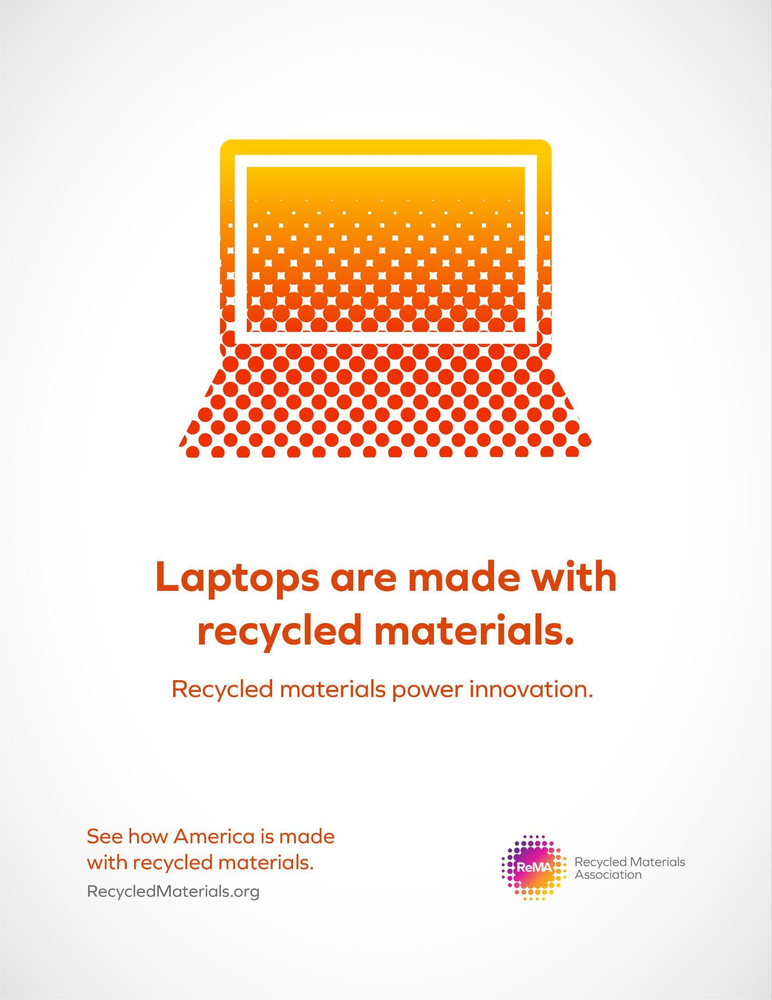 Laptops are made with
recycled materials.
Recycled materials power innovation.
See how America is made
with recycled materials.
RecycledMaterials.org
ReMA
Recycled Materials
Association